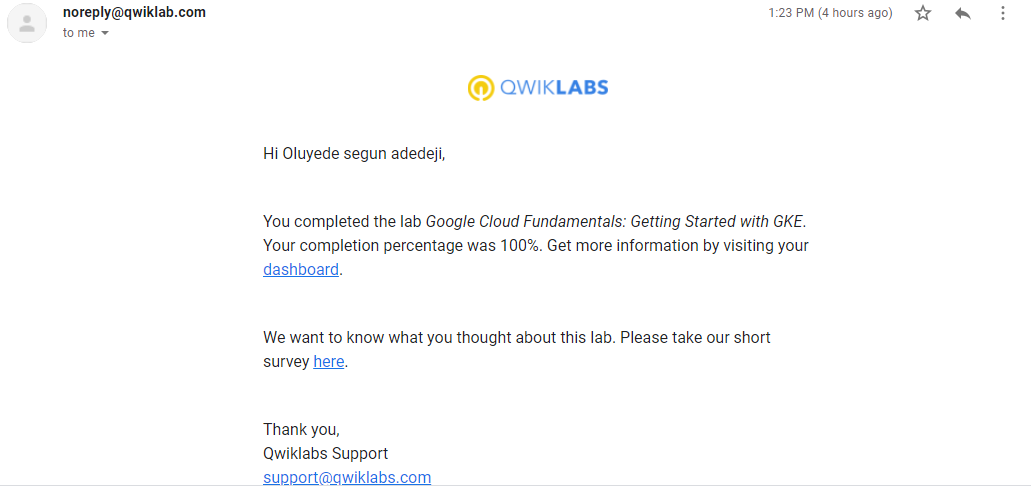 noreply@qwiklab.com
1:23 PM (4 hours ago)
to me
QWIKLABS
Hi Oluyede segun adedeji,
You completed the lab Google Cloud Fundamentals: Getting Started with GKE.
Your completion percentage was 100%. Get more information by visiting your
dashboard.
We want to know what you thought about this lab. Please take our short
survey here.
Thank you,
Qwiklabs Support
support@qwiklabs.com